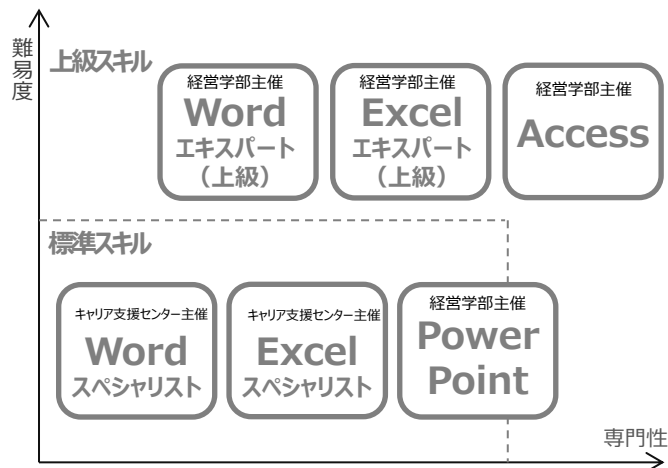 難易度
上級スキル
経営学部主催
Word
エキスパート
（上級）
経営学部主催
Excel
エキスパート
（上級）
経営学部主催
Access
標準スキル
キャリア支援センター主催
Word
スペシャリスト
キャリア支援センター主催
Excel
スペシャリスト
経営学部主催
Power
Point
専門性